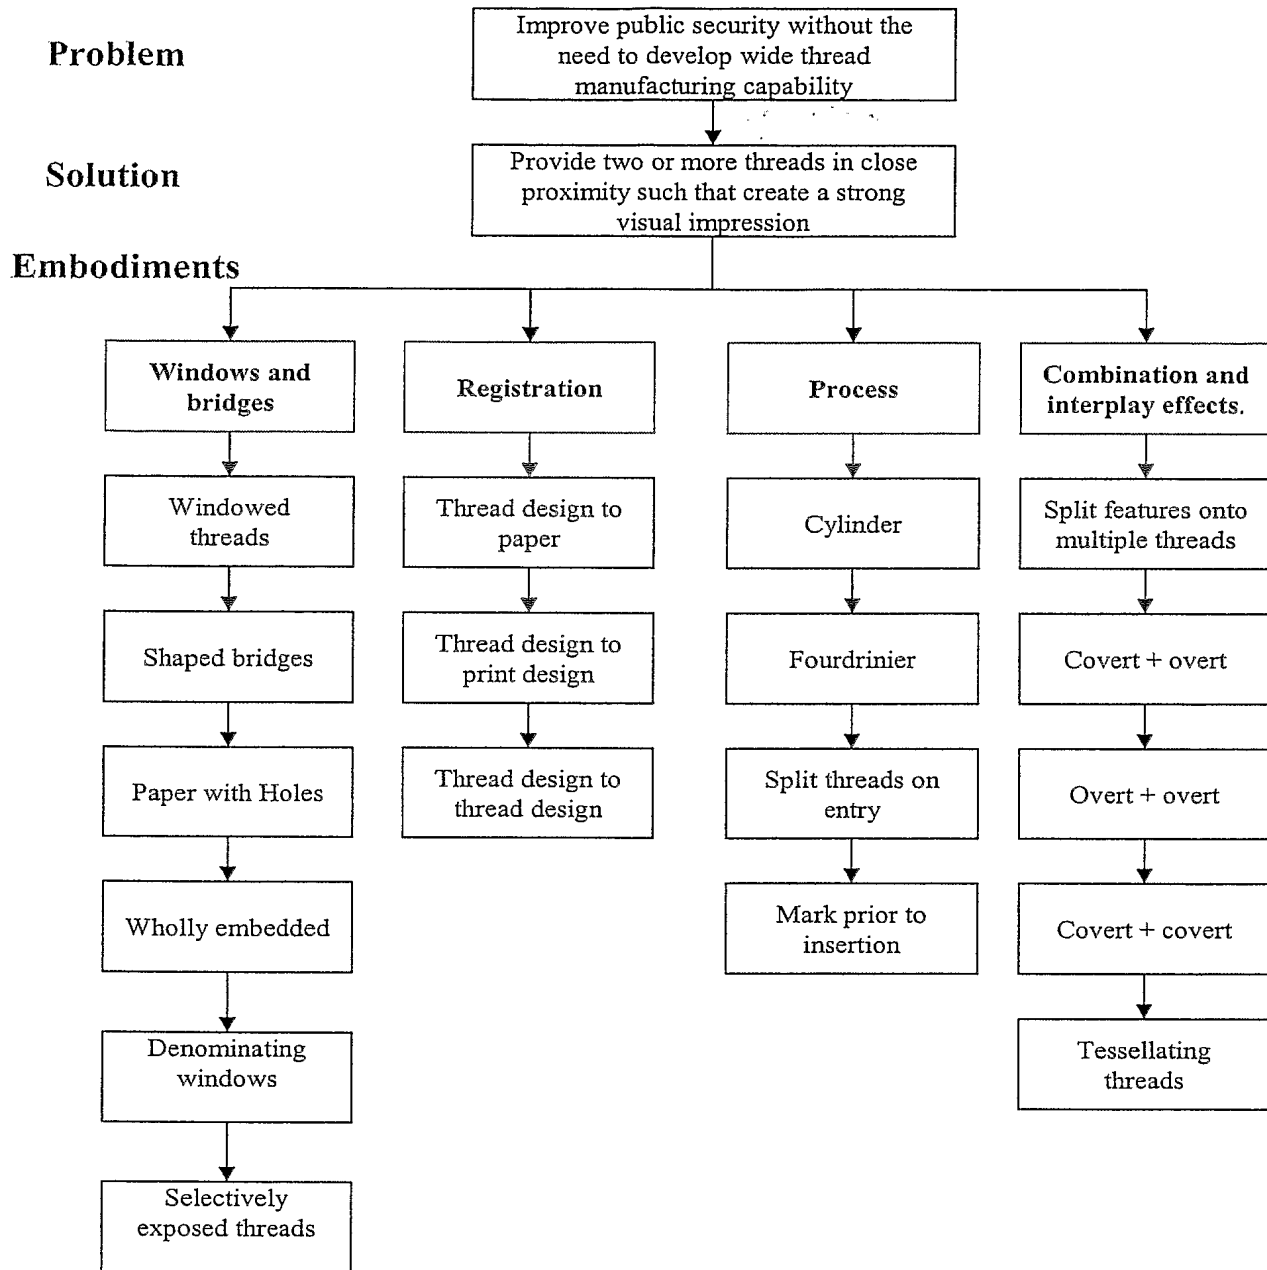 Problem
Improve public security without the
need to develop wide thread
manufacturing capability
Solution
Provide two or more threads in close
proximity such that create a strong
visual impression
Embodiments
Windows and
bridges
Windowed
threads
Shaped bridges
Paper with Holes
Wholly embedded
Denominating
windows
Selectively
exposed threads
Registration
Thread design to
paper
Thread design to
print design
Thread design to
thread design
Process
Cylinder
Fourdrinier
Split threads on
entry
Mark prior to
insertion
Combination and
interplay effects.
Split features onto
multiple threads
Covert + overt
Overt + overt
Covert + covert
Tessellating
threads